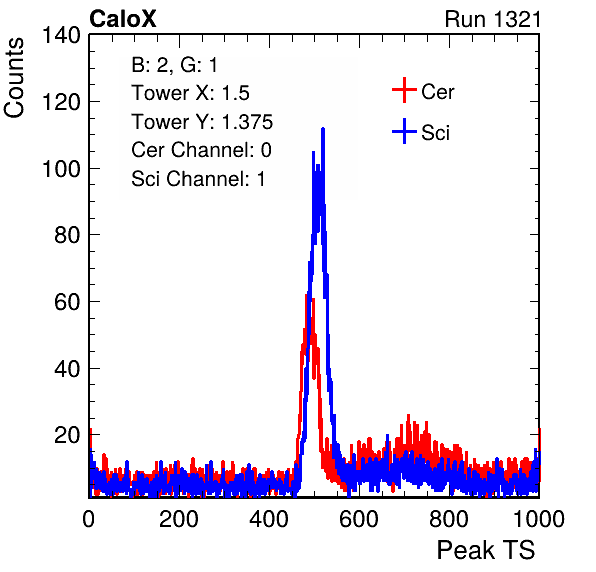 CaloX Run 1321
Counts
140
120
100
80
60
40
20
B: 2, G: 1
Tower X: 1.5
Tower Y: 1.375
Cer Channel: 0
Sci Channel: 1
Cer
Sci
0 200 400 600 800 1000
Peak TS